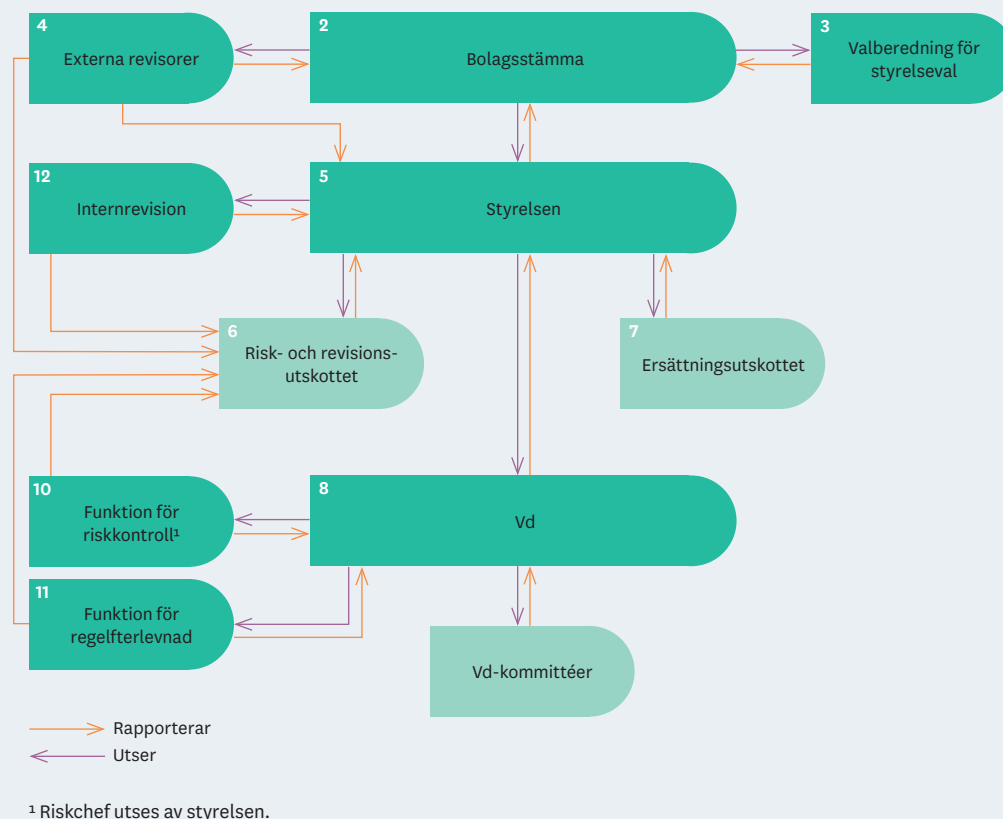 4
Externa revisorer
2
Bolagsstämma
3
Valberedning för
styrelseval
12
Internrevision
5
Styrelsen
6
Risk- och revisions-
utskottet
7
Ersättningsutskottet
10
Funktion för
riskkontroll¹
8
Vd
11
Funktion för
regelfterlevnad
Vd-kommittéer
Rapporterar
Utser
¹ Riskchef utses av styrelsen.